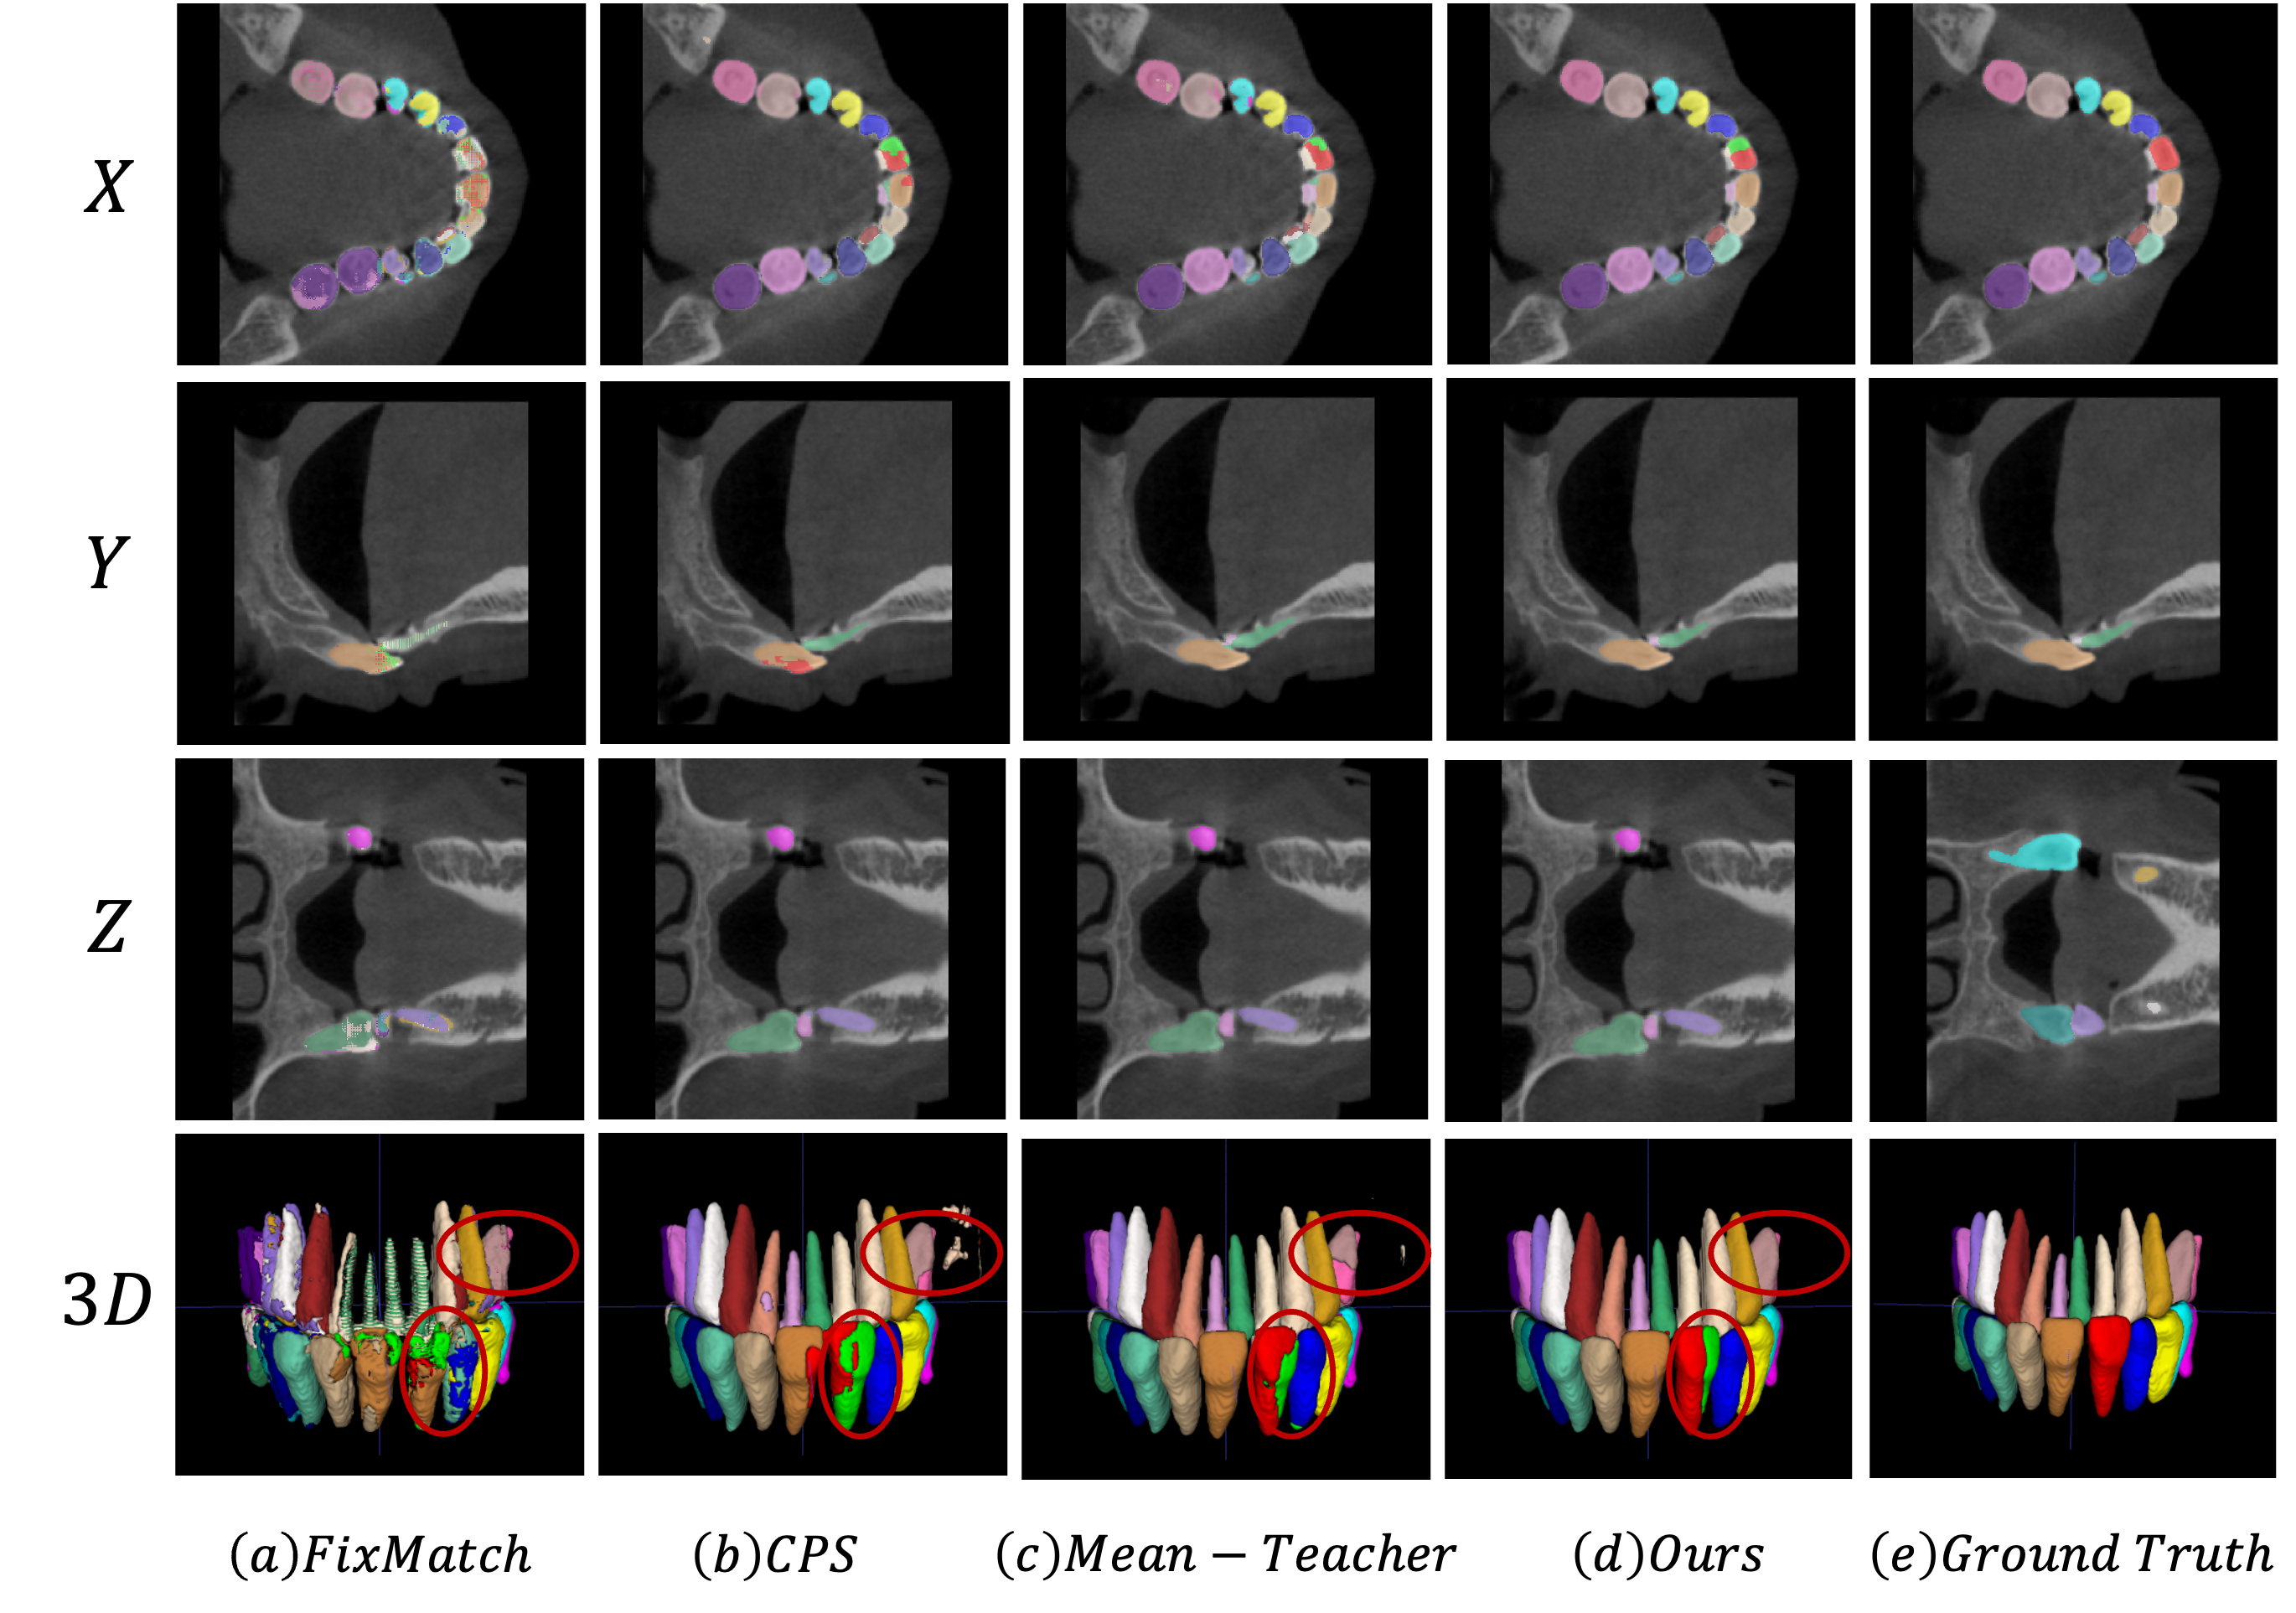 X
Y
Z
3D
(a)FixMatch (b)CPS (c)Mean − Teacher (d)Ours (e)Ground Truth